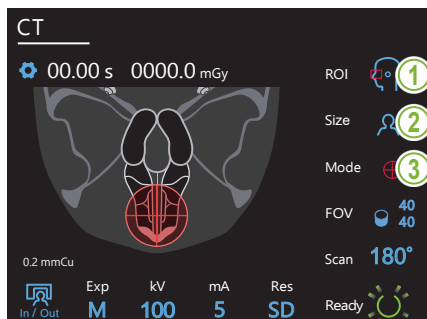 CT
00.00 s 0000.0 mGy
ROI 1
Size 2
Mode 3
FOV 40
40
Scan 180°
0.2 mmCu
In / Out
Exp kV mA Res
M 100 5 SD
Ready